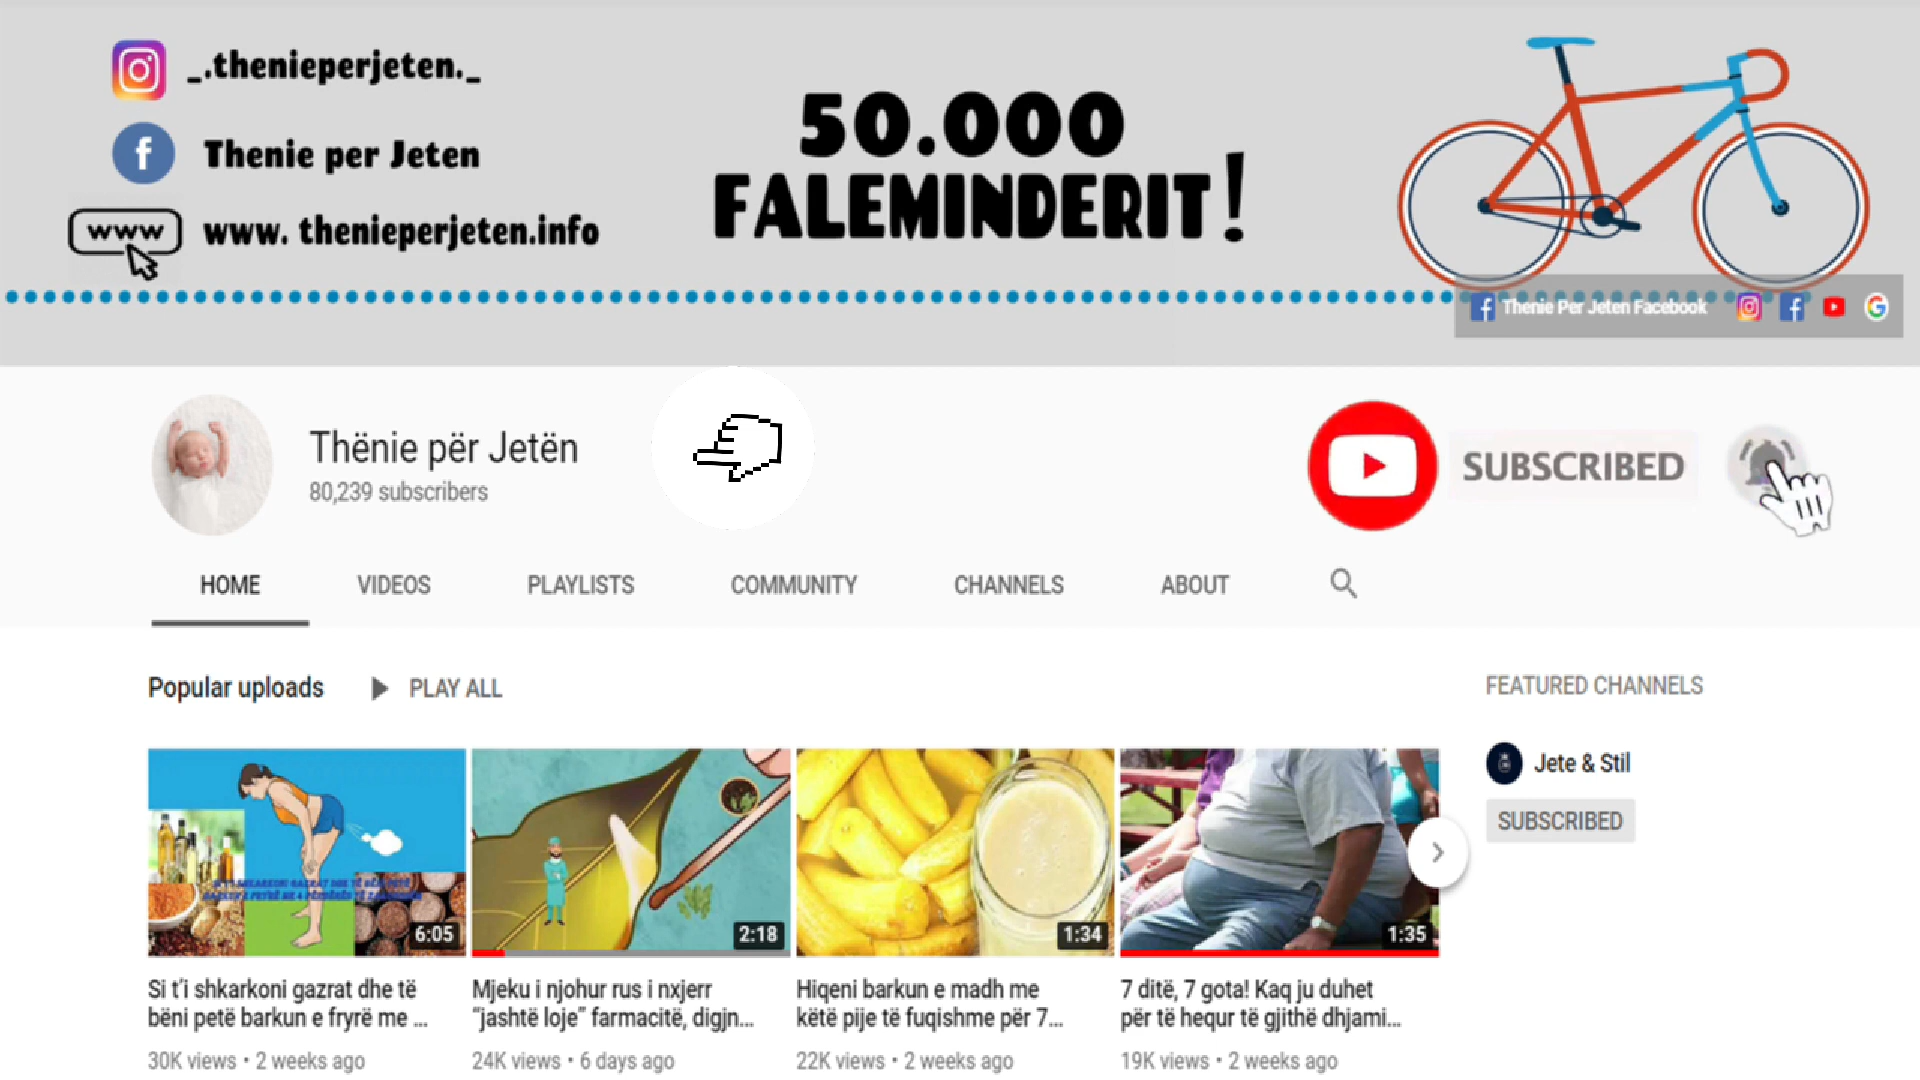 _.thenieperjeten._
Thenie per Jeten
www
www. thenieperjeten.info
50.000
FALEMINDERIT!
Thenie Per Jeten Facebook
Thënie për Jetën
80,239 subscribers
SUBSCRIBED
HOME VIDEOS PLAYLISTS COMMUNITY CHANNELS ABOUT
Popular uploads PLAY ALL
6:05
2:18
1:34
1:35
Si t'i shkarkoni gazrat dhe të
bëni petë barkun e fryrë me ...
30K views • 2 weeks ago
Mjeku i njohur rus i nxjerr
“jashtë loje” farmacitë, digjn...
24K views • 6 days ago
Hiqeni barkun e madh me
këtë pije të fuqishme për 7...
22K views • 2 weeks ago
7 ditë, 7 gota! Kaq ju duhet
për të hequr të gjithë dhjami...
19K views • 2 weeks ago
FEATURED CHANNELS
Jete & Stil
SUBSCRIBED